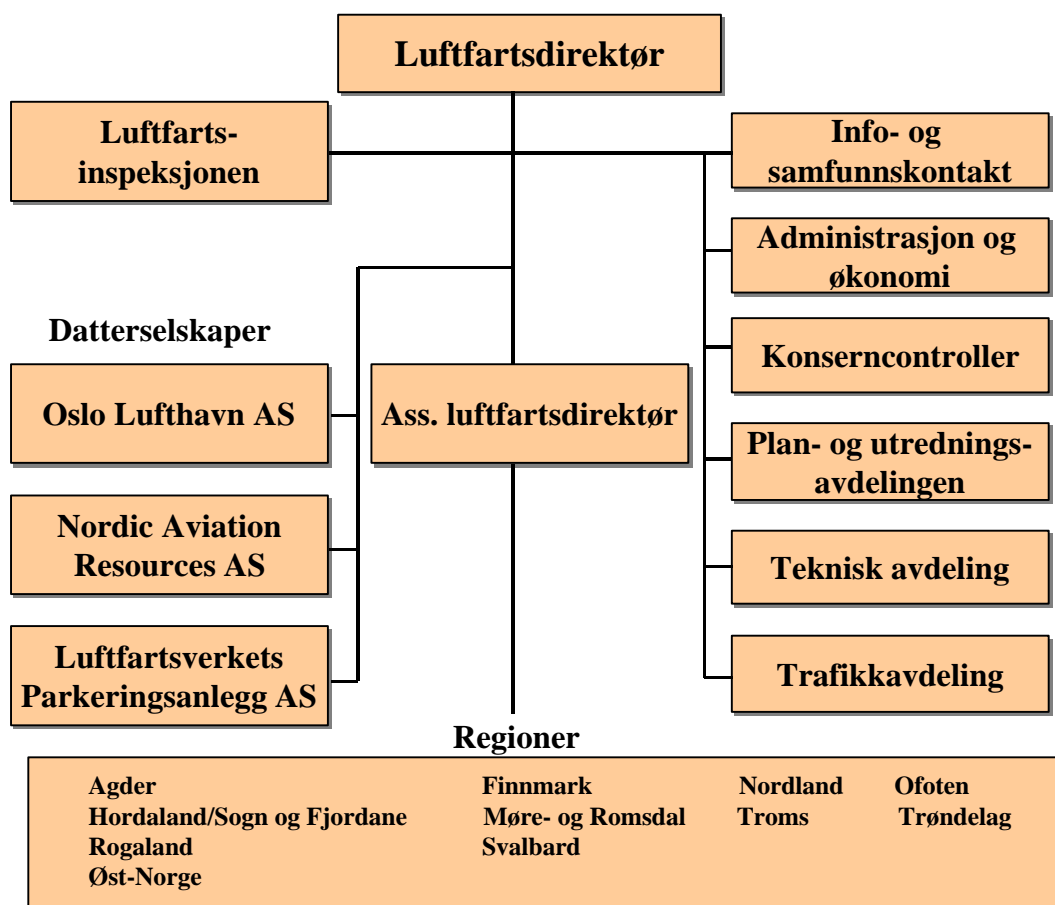 Luftfartsdirektør
Luftfarts-
inspeksjonen
Info- og
samfunnskontakt
Administrasjon og
økonomi
Datterselskaper
Konserncontroller
Oslo Lufthavn AS
Ass. luftfartsdirektør
Plan- og utrednings-
avdelingen
Nordic Aviation
Resources AS
Teknisk avdeling
Luftfartsverkets
Parkeringsanlegg AS
Trafikkavdeling
Regioner
Agder Finnmark Nordland Ofoten
Hordaland/Sogn og Fjordane Møre- og Romsdal Troms Trøndelag
Rogaland Svalbard
Øst-Norge